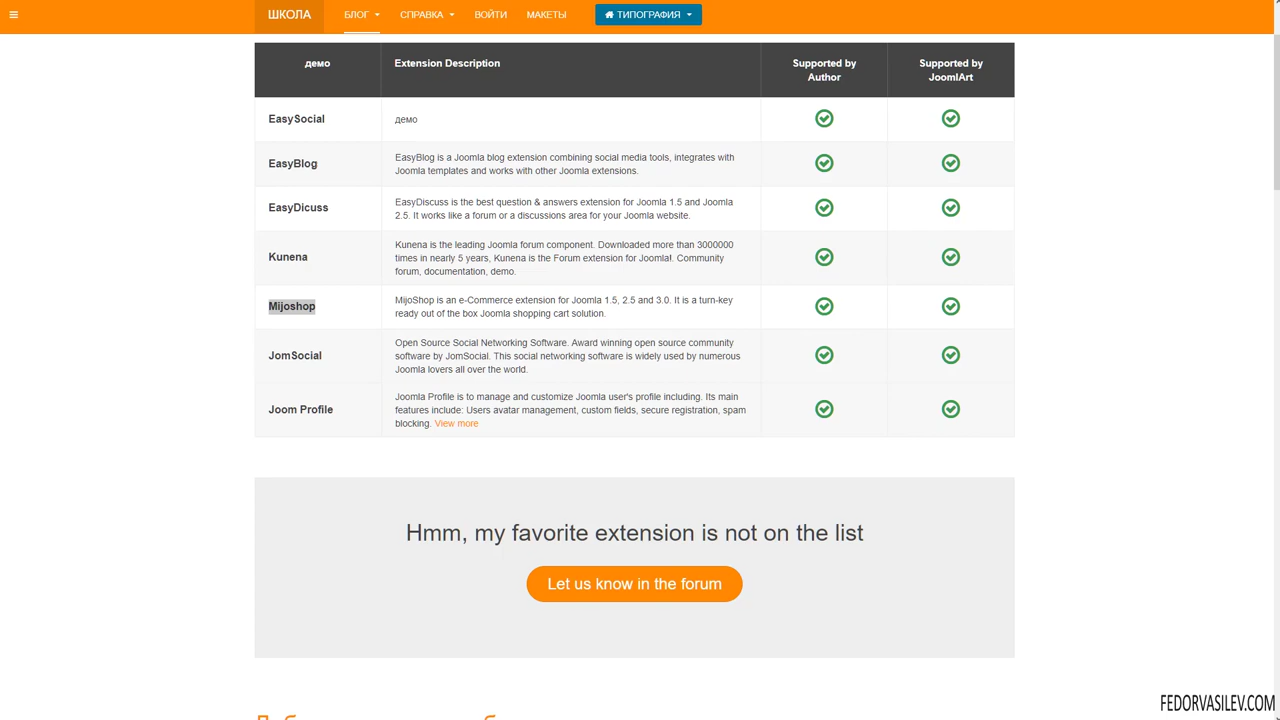 ШКОЛА БЛОГ СПРАВКА ВОЙТИ МАКЕТЫ ТИПОГРАФИЯ
демо Extension Description Supported by Author Supported by JoomlArt
EasySocial демо
EasyBlog
EasyBlog is a Joomla blog extension combining social media tools, integrates with
Joomla templates and works with other Joomla extensions.
EasyDicuss
EasyDiscuss is the best question & answers extension for Joomla 1.5 and Joomla
2.5. It works like a forum or a discussions area for your Joomla website.
Kunena
Kunena is the leading Joomla forum component. Downloaded more than 3000000
times in nearly 5 years, Kunena is the Forum extension for Joomla!. Community
forum, documentation, demo.
Mijoshop
MijoShop is an e-Commerce extension for Joomla 1.5, 2.5 and 3.0. It is a turn-key
ready out of the box Joomla shopping cart solution.
JomSocial
Open Source Social Networking Software. Award winning open source community
software by JomSocial. This social networking software is widely used by numerous
Joomla lovers all over the world.
Joom Profile
Joomla Profile is to manage and customize Joomla user's profile including. Its main
features include: Users avatar management, custom fields, secure registration, spam
blocking. View more
Hmm, my favorite extension is not on the list
Let us know in the forum
FEDORVASILEV.COM